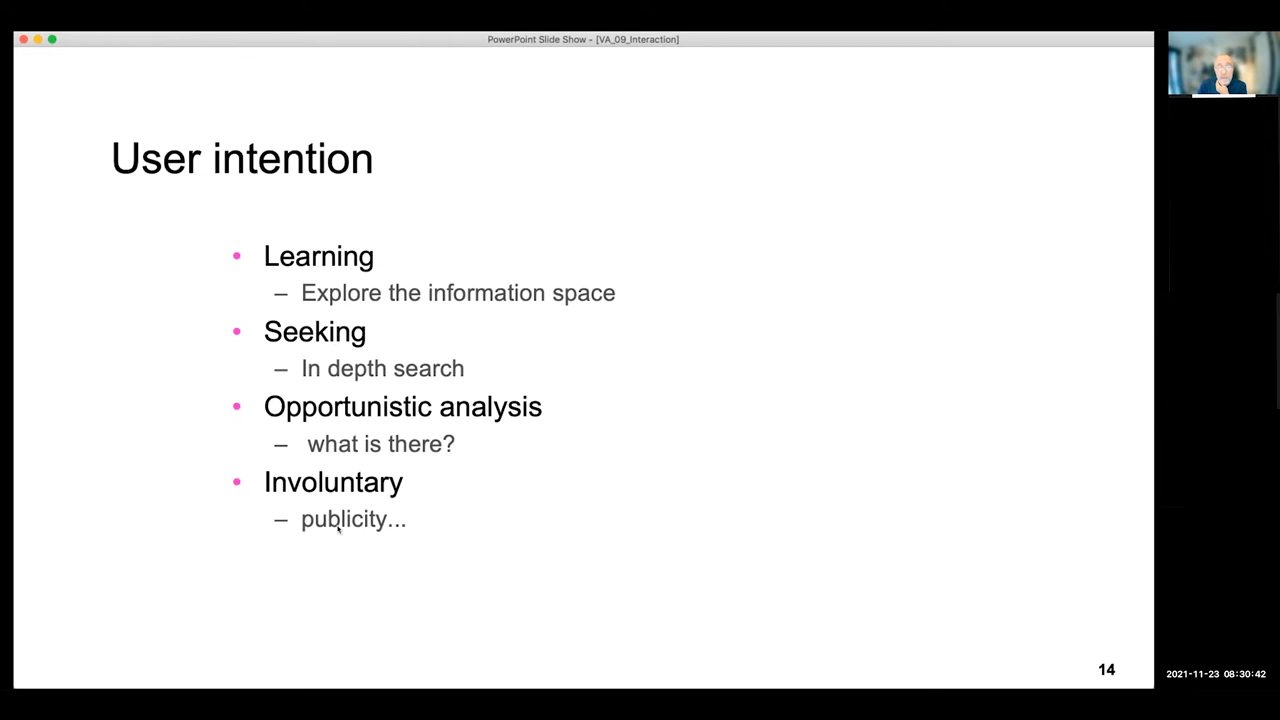 PowerPoint Slide Show - [VA_09_Interaction]
User intention
• Learning
– Explore the information space
• Seeking
– In depth search
• Opportunistic analysis
– what is there?
• Involuntary
– publicity...
14
2021-11-23 08:30:42